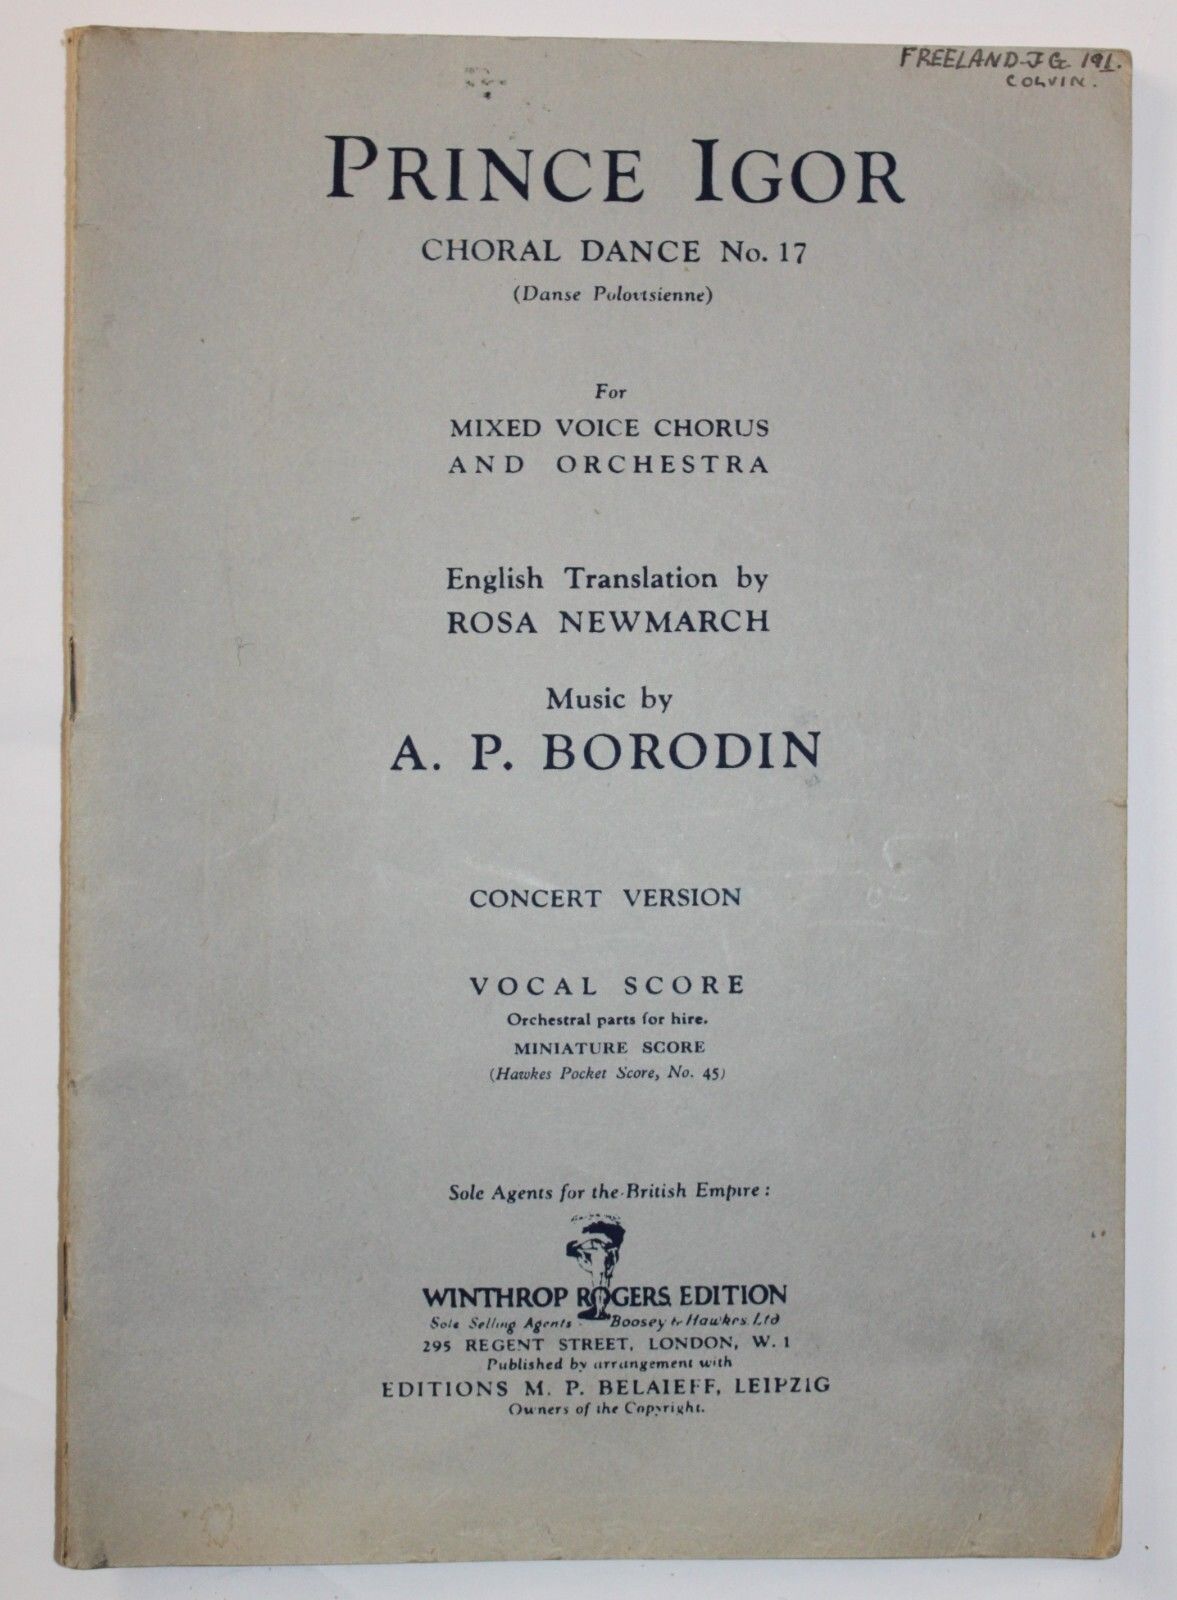 FREELAND-J G 191.
COLVIN.
PRINCE IGOR
CHORAL DANCE No. 17
(Danse Polovtsienne)
For
MIXED VOICE CHORUS
AND ORCHESTRA
English Translation by
ROSA NEWMARCH
Music by
A. P. BORODIN
CONCERT VERSION
VOCAL SCORE
Orchestral parts for hire.
MINIATURE SCORE
(Hawkes Pocket Score, No. 45)
Sole Agents for the British Empire:
WINTHROP ROGERS EDITION
Sole Selling Agents Boosey & Hawkes Ltd
295 REGENT STREET, LONDON, W. 1
Published by arrangement with
EDITIONS M. P. BELAIEFF, LEIPZIG
Owners of the Copyright.